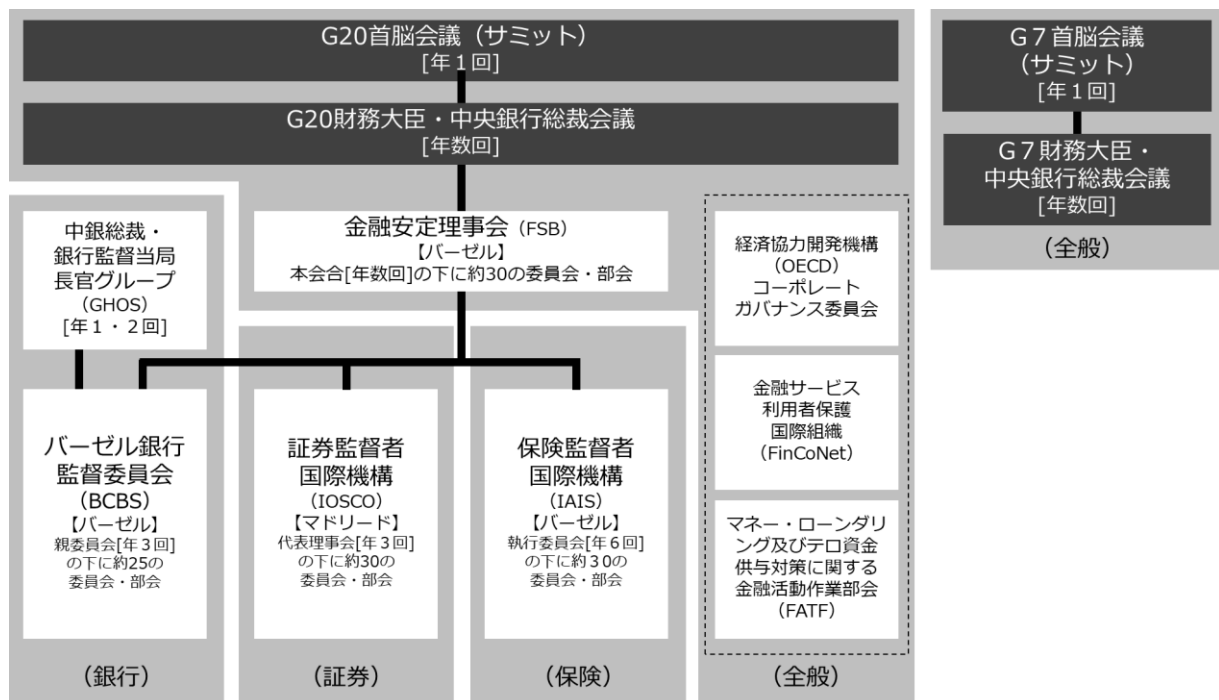 G20首脳会議（サミット）
[年１回]
G20財務大臣・中央銀行総裁会議
[年数回]
Ｇ７首脳会議
（サミット）
[年１回]
Ｇ７財務大臣・
中央銀行総裁会議
[年数回]
（全般）
中銀総裁・
銀行監督当局
長官グループ
（GHOS）
[年１・２回]
金融安定理事会（FSB）
【バーゼル】
本会合[年数回]の下に約30の委員会・部会
バーゼル銀行
監督委員会
（BCBS）
【バーゼル】
親委員会[年３回]
の下に約25の
委員会・部会
（銀行）
証券監督者
国際機構
（IOSCO）
【マドリード】
代表理事会[年３回]
の下に約30の
委員会・部会
（証券）
保険監督者
国際機構
（IAIS）
【バーゼル】
執行委員会[年６回]
の下に約３０の
委員会・部会
（保険）
経済協力開発機構
（OECD）
コーポレート
ガバナンス委員会
金融サービス
利用者保護
国際組織
（FinCoNet）
マネー・ローンダリ
ング及びテロ資金
供与対策に関する
金融活動作業部会
（FATF）
（全般）